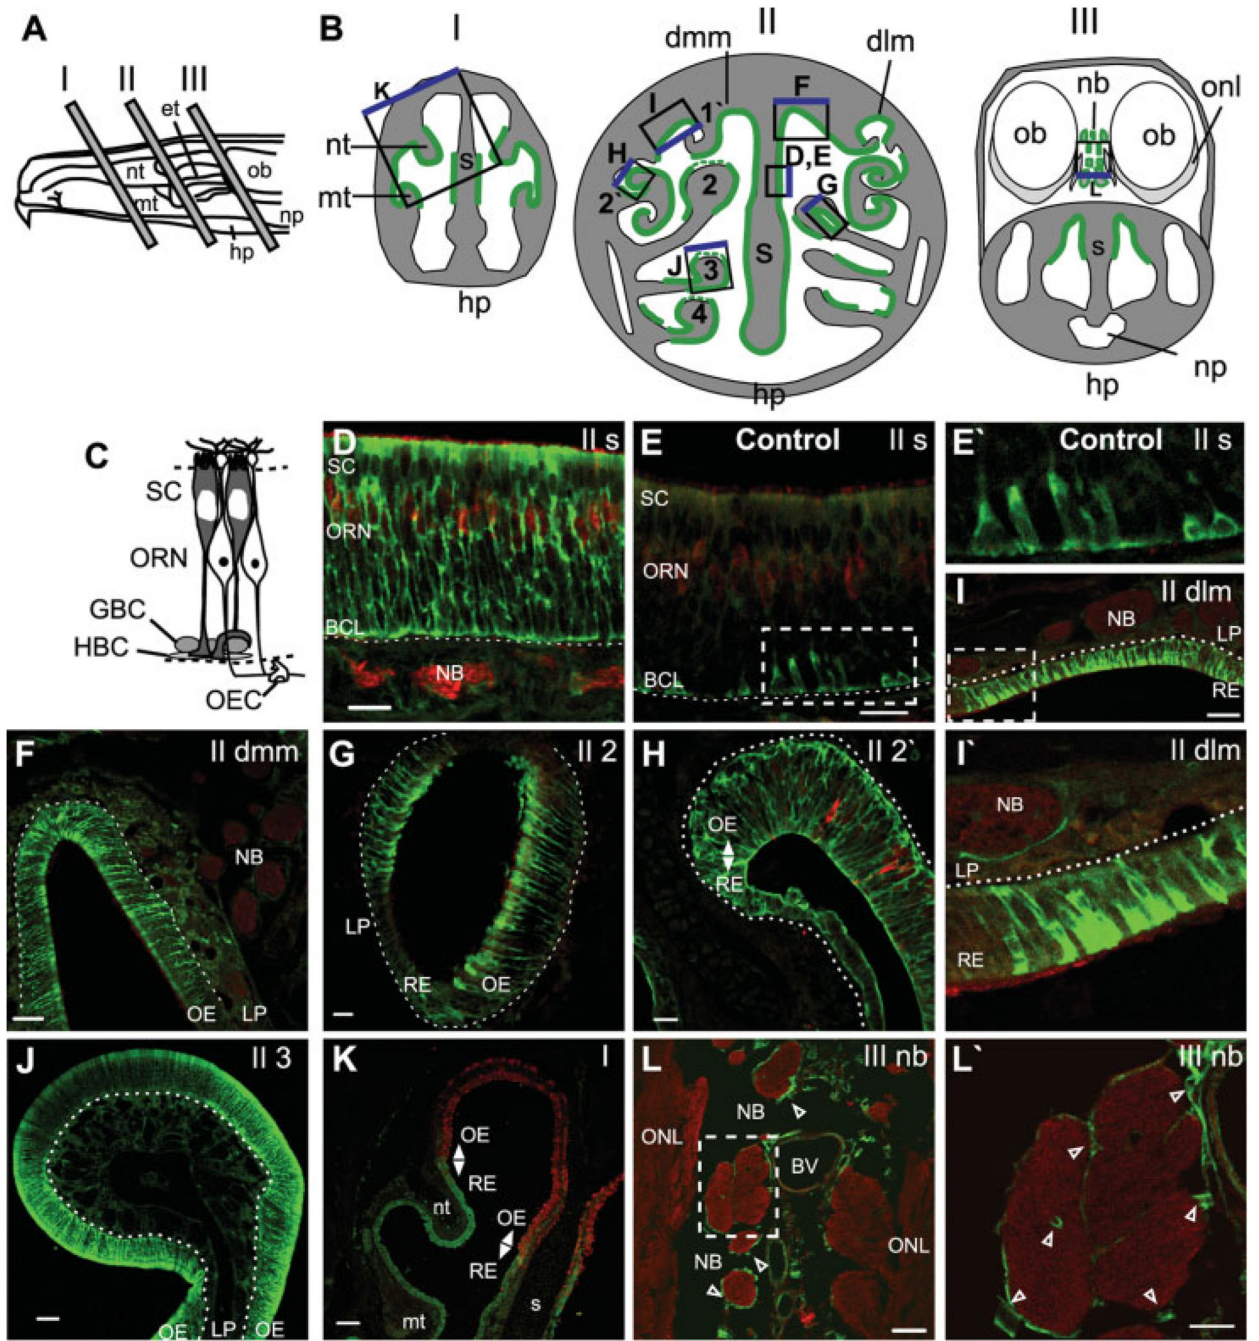 A
I
II
III
et
nt
ob
mt
np
hp
B
I
K
nt
S
mt
hp
II
dmm
dlm
F
I
1`
H
D,E
2
2`
G
J
3
S
4
hp
III
nb
onl
ob
ob
L
s
np
hp
C
SC
ORN
GBC
HBC
OEC
D
II s
SC
ORN
BCL
NB
E
Control
II s
SC
ORN
BCL
E`
Control
II s
I
II dlm
NB
LP
RE
F
II dmm
NB
OE
LP
G
II 2
LP
RE
OE
H
II 2`
OE
RE
I`
II dlm
NB
LP
RE
J
II 3
OE
LP
OE
K
I
OE
RE
nt
OE
RE
s
mt
L
III nb
NB
ONL
BV
NB
ONL
L`
III nb